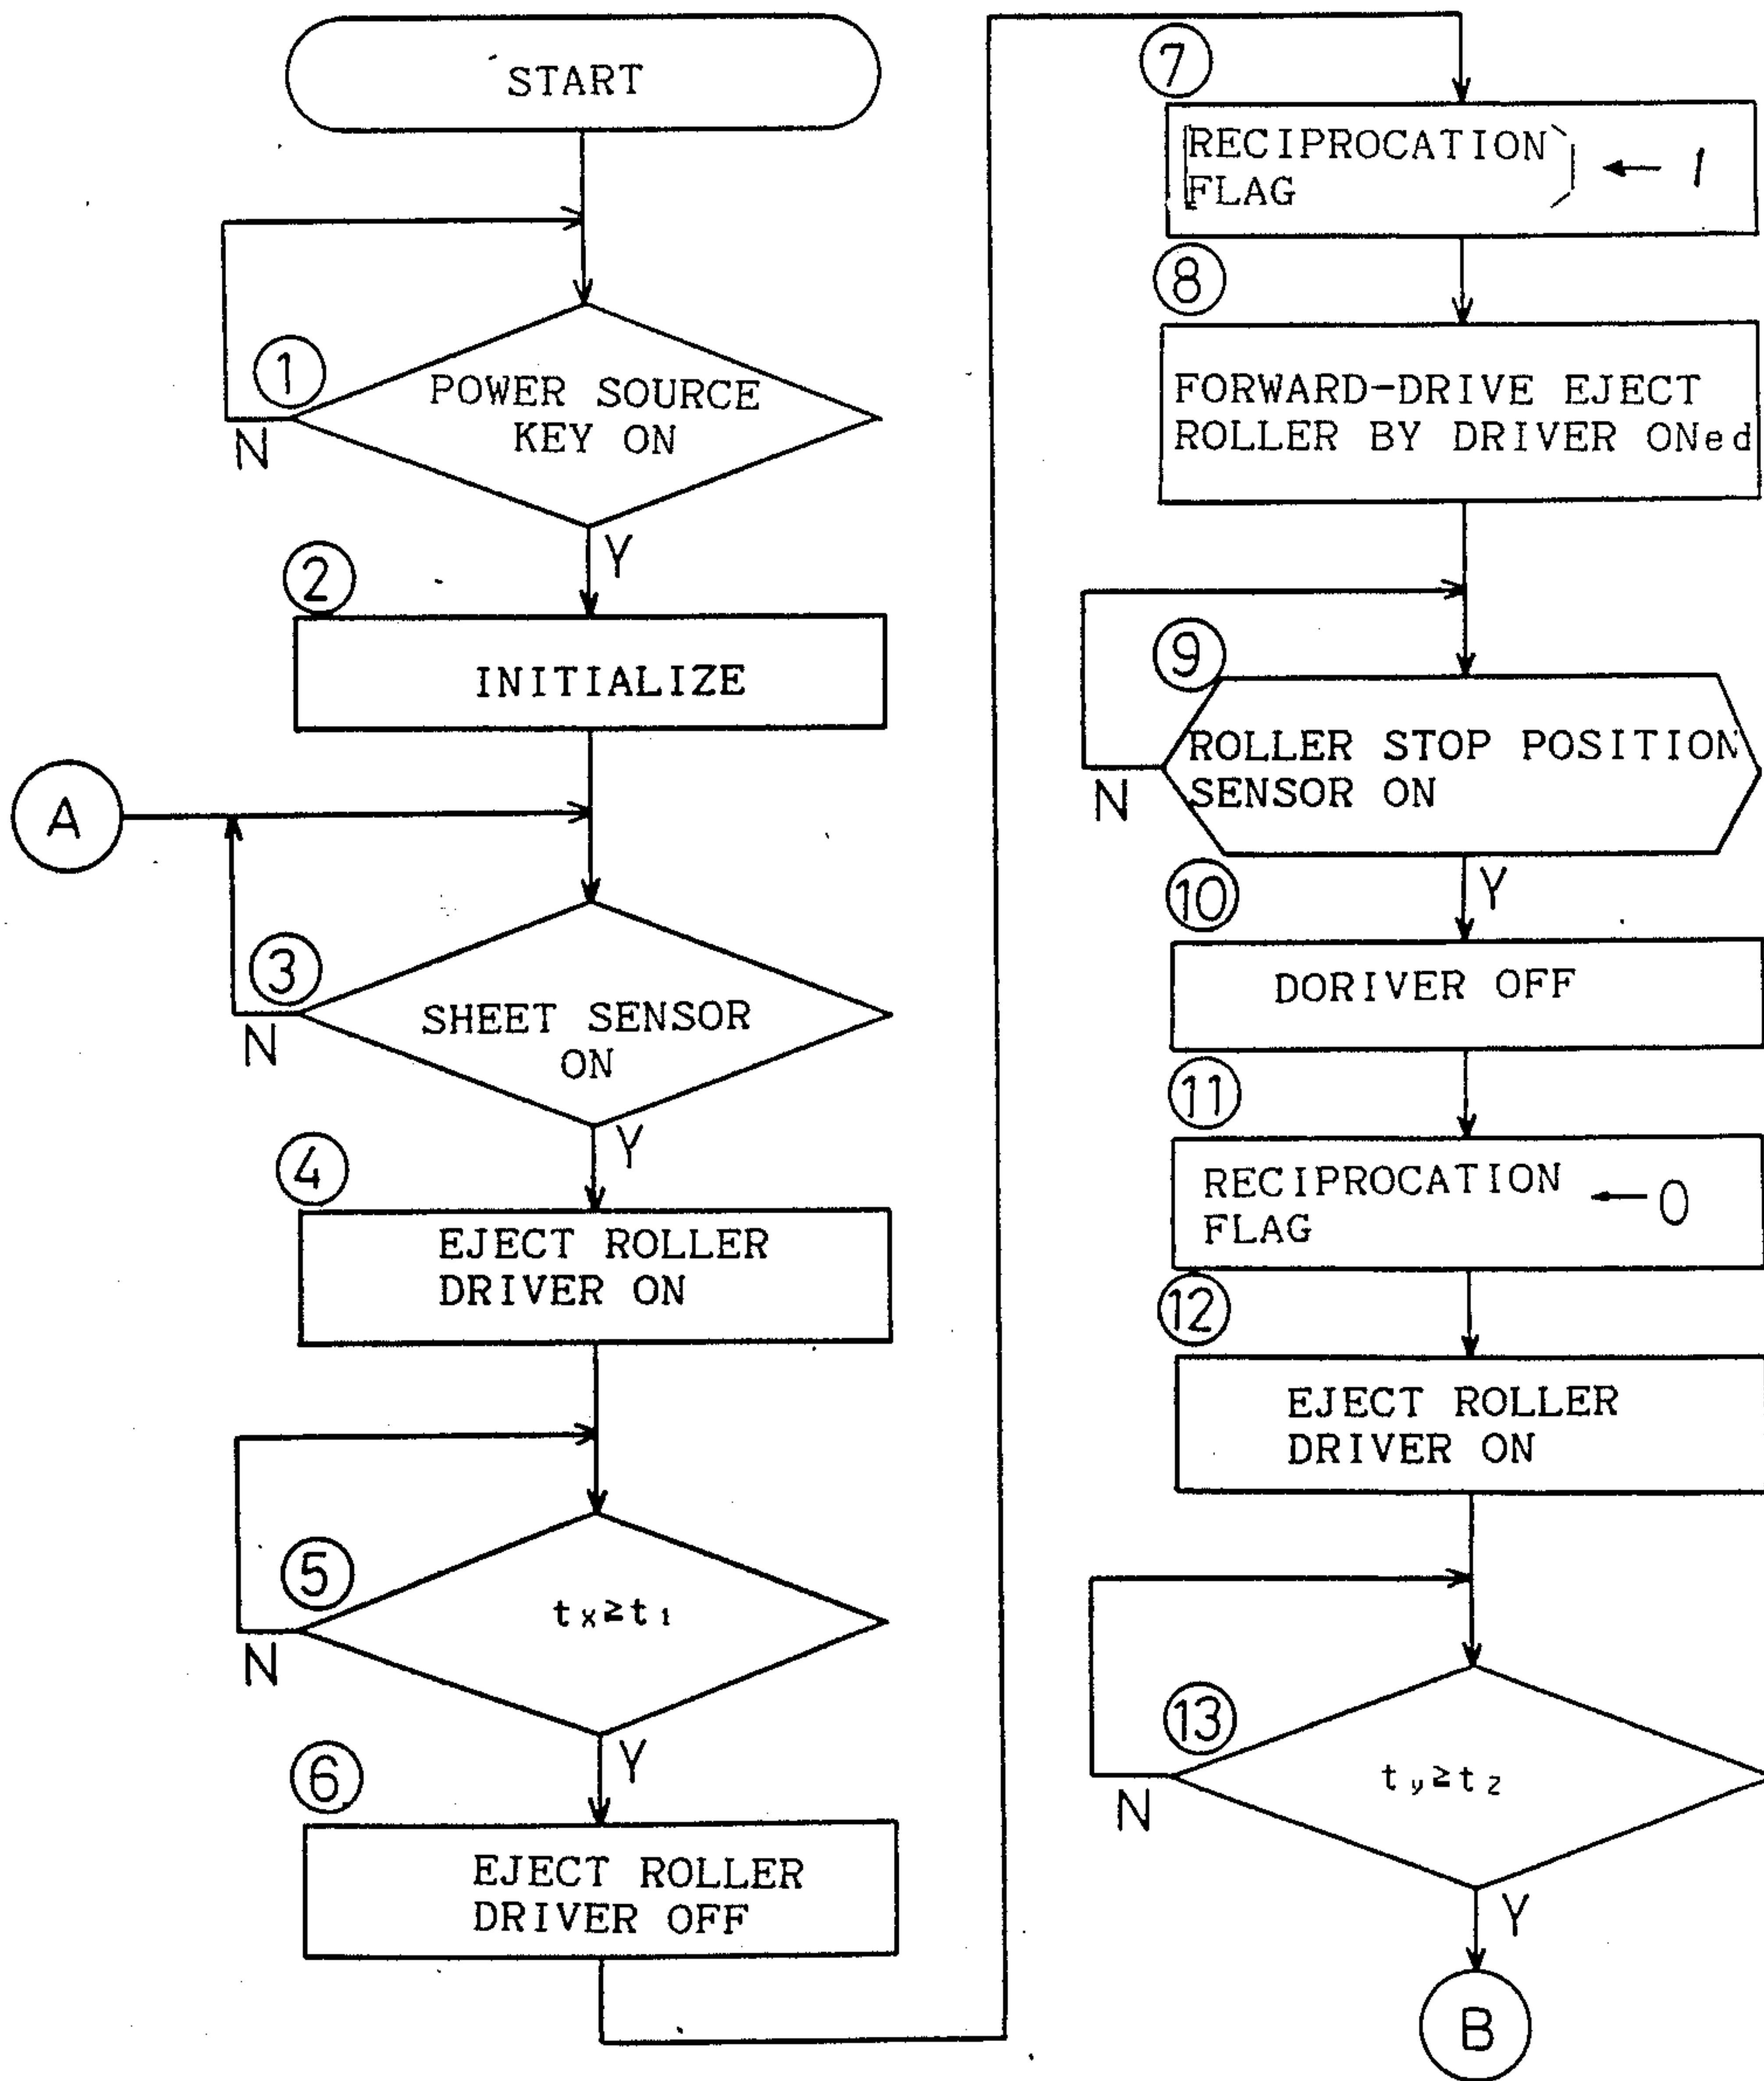 START
①
POWER SOURCE
KEY ON
N
Y
②
INITIALIZE
A
③
SHEET SENSOR
ON
N
Y
④
EJECT ROLLER
DRIVER ON
⑤
tx≥t1
N
Y
⑥
EJECT ROLLER
DRIVER OFF
⑦
(RECIPROCATION
FLAG) ← 1
⑧
FORWARD-DRIVE EJECT
ROLLER BY DRIVER ONed
⑨
ROLLER STOP POSITION
SENSOR ON
N
Y
⑩
DORIVER OFF
⑪
RECIPROCATION
FLAG ← 0
⑫
EJECT ROLLER
DRIVER ON
⑬
ty≥t2
N
Y
B